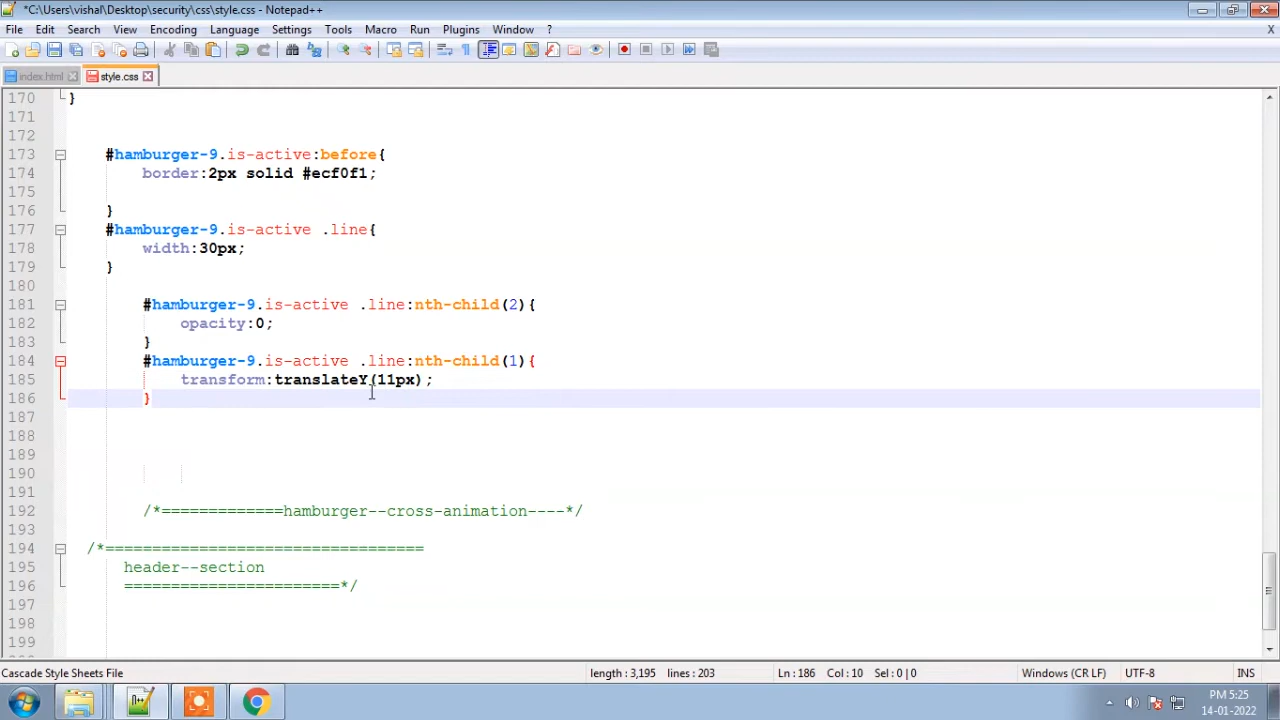 *C:\Users\vishal\Desktop\security\css\style.css - Notepad++
File Edit Search View Encoding Language Settings Tools Macro Run Plugins Window ? X
index.html style.css
170 }
171
172
173 #hamburger-9.is-active:before{
174 border:2px solid #ecf0f1;
175
176 }
177 #hamburger-9.is-active .line{
178 width:30px;
179 }
180
181 #hamburger-9.is-active .line:nth-child(2){
182 opacity:0;
183 }
184 #hamburger-9.is-active .line:nth-child(1){
185 transform:translateY(11px);
186 }
187
188
189
190
191
192 /*=============hamburger--cross-animation----*/
193
194 /*==================================
195 header--section
196 =======================*/
197
198
199
Cascade Style Sheets File length : 3,195 lines : 203 Ln : 186 Col : 10 Sel : 0 | 0 Windows (CR LF) UTF-8 INS
PM 5:25
14-01-2022